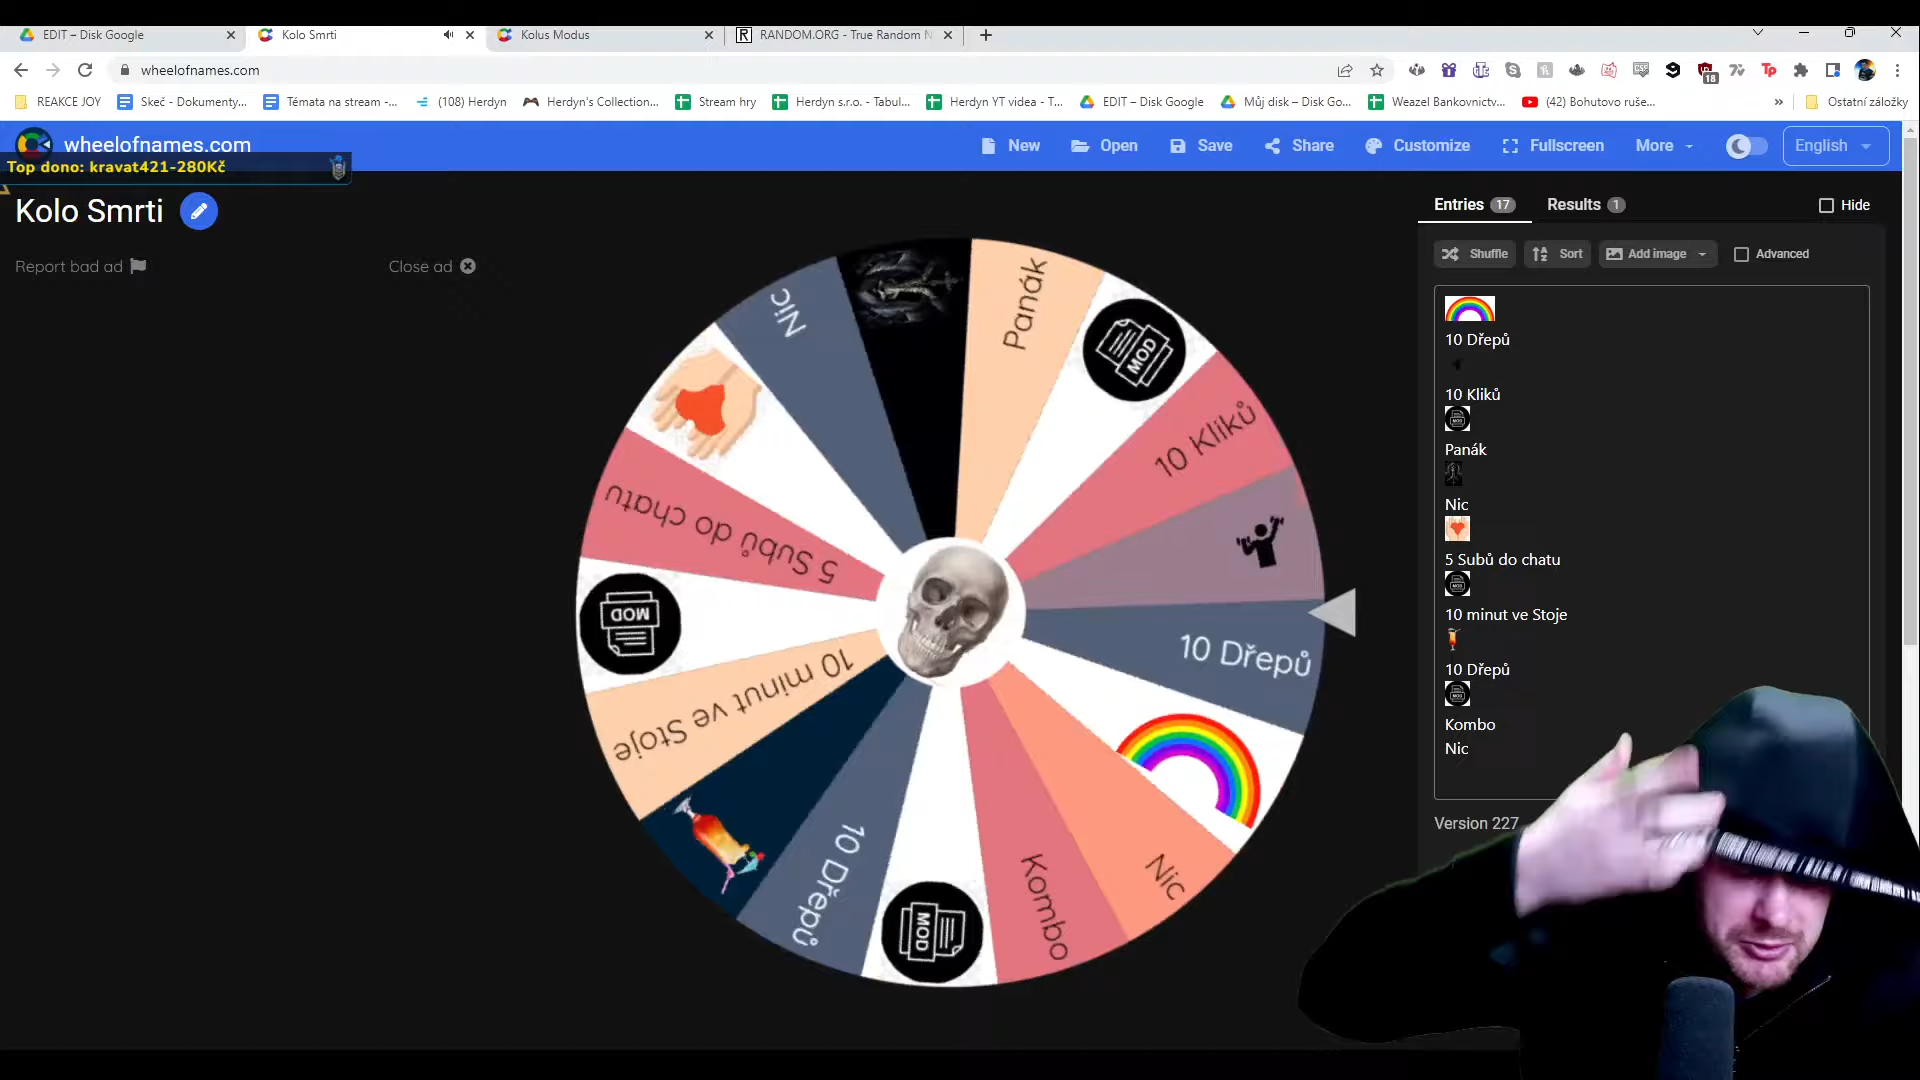 EDIT – Disk Google
Kolo Smrti
Kolus Modus
RANDOM.ORG - True Random N
wheelofnames.com
18
REAKCE JOY
Skeč - Dokumenty...
Témata na stream -...
(108) Herdyn
Herdyn's Collection...
Stream hry
Herdyn s.r.o. - Tabul...
Herdyn YT videa - T...
EDIT – Disk Google
Můj disk – Disk Go...
Weazel Bankovnictv...
(42) Bohutovo ruše...
Ostatní záložky
wheelofnames.com
New
Open
Save
Share
Customize
Fullscreen
More
English
Top dono: kravat421-280Kč
Kolo Smrti
Report bad ad
Close ad
Entries 17
Results 1
Hide
Shuffle
Sort
Add image
Advanced
10 Dřepů
10 Kliků
Panák
Nic
5 Subů do chatu
10 minut ve Stoje
10 Dřepů
Kombo
Nic
Version 227
Panák
MOD
10 Kliků
10 Dřepů
Nic
Kombo
MOD
10 Dřepů
10 minut ve Stoje
MOD
5 Subů do chatu
Nic